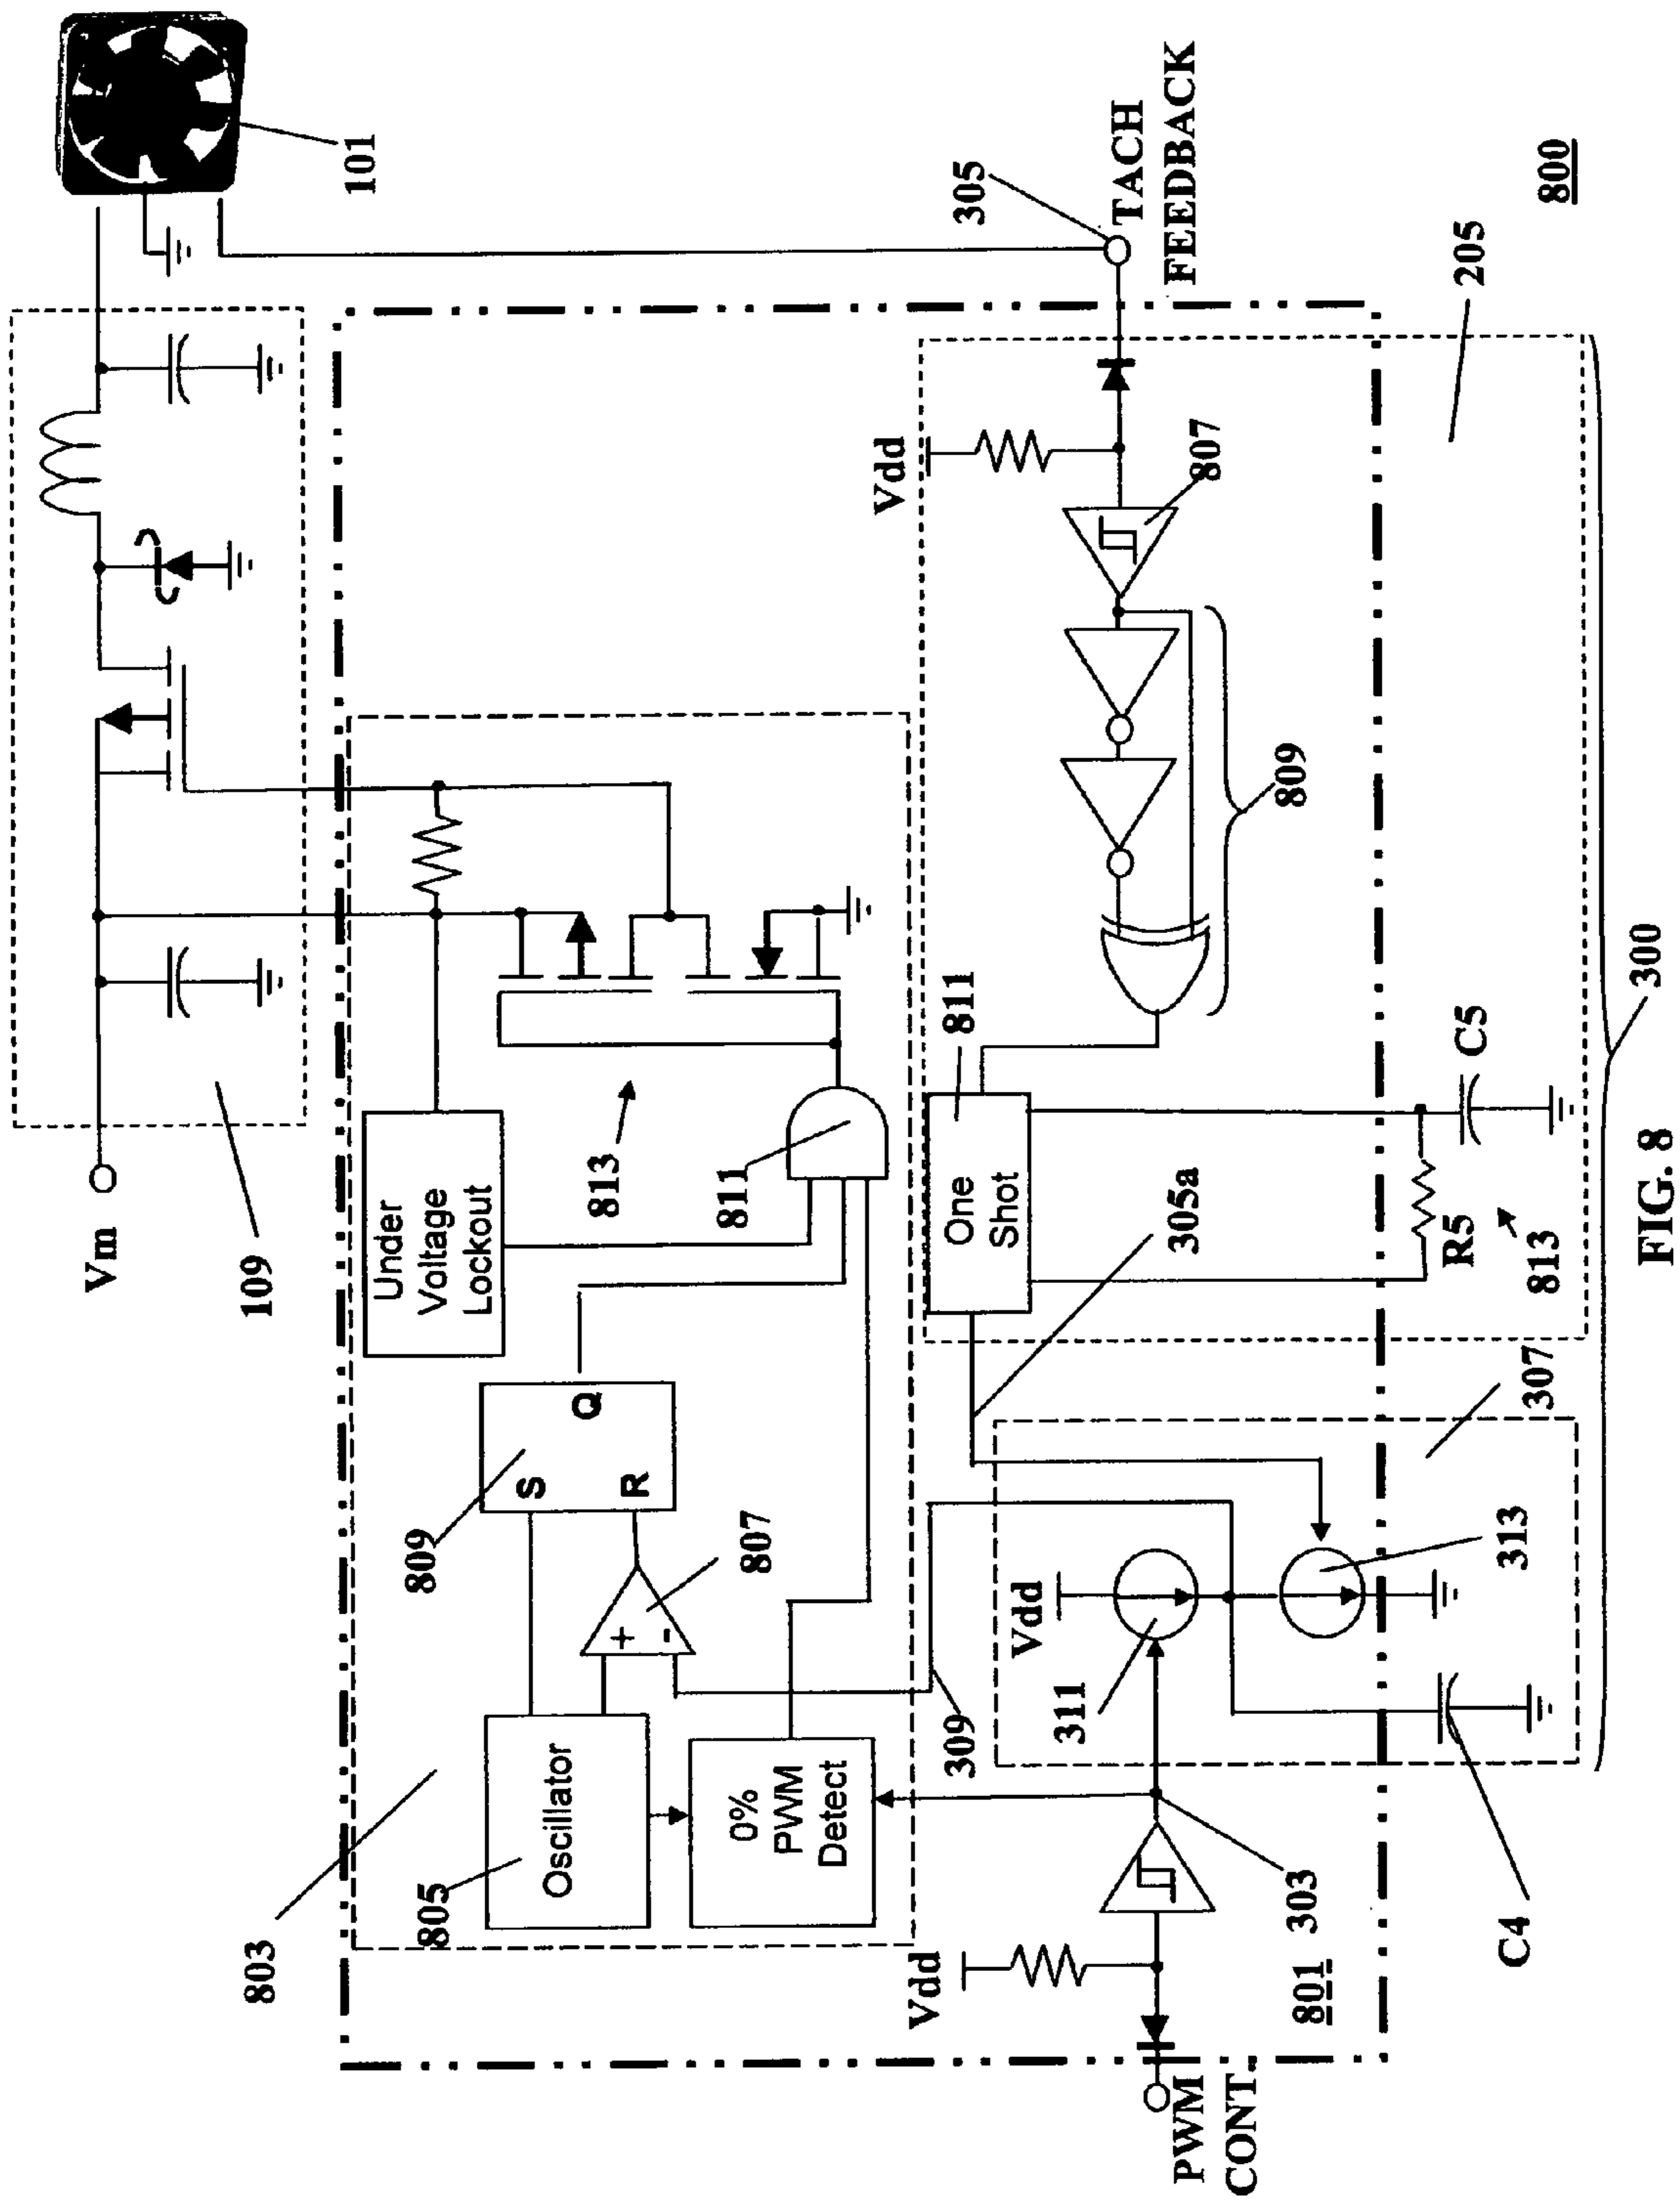 Vm
109
101
803
805
Oscillator
0%
PWM
Detect
809
S
R
Q
+
-
807
Under
Voltage
Lockout
813
811
309
Vdd
PWM
CONT.
801
303
C4
Vdd
311
313
307
305a
One
Shot
811
R5
813
C5
809
807
Vdd
305
TACH
FEEDBACK
205
300
800
FIG. 8